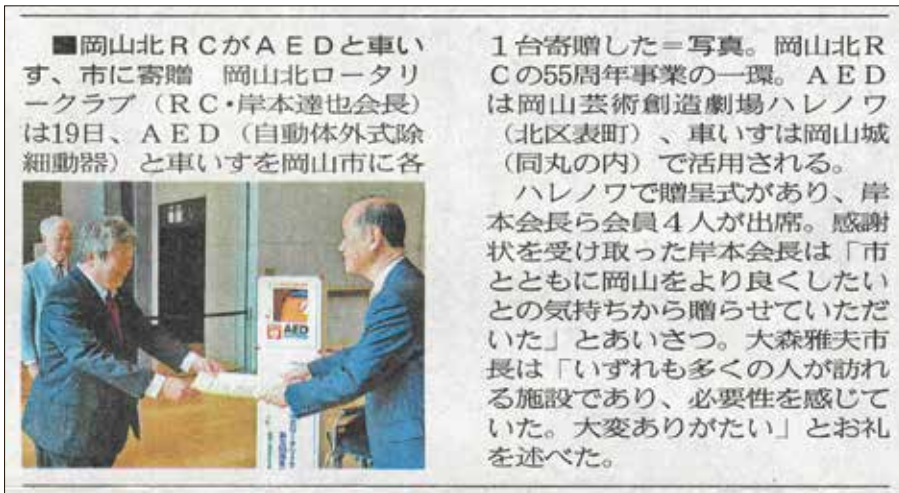 ■岡山北ＲＣがＡＥＤと車い
す、市に寄贈　岡山北ロータリ
ークラブ（ＲＣ・岸本達也会長）
は19日、ＡＥＤ（自動体外式除
細動器）と車いすを岡山市に各
AED
１台寄贈した＝写真。岡山北Ｒ
Ｃの55周年事業の一環。ＡＥＤ
は岡山芸術創造劇場ハレノワ
（北区表町）、車いすは岡山城
（同丸の内）で活用される。
　ハレノワで贈呈式があり、岸
本会長ら会員４人が出席。感謝
状を受け取った岸本会長は「市
とともに岡山をより良くしたい
との気持ちから贈らせていただ
いた」とあいさつ。大森雅夫市
長は「いずれも多くの人が訪れ
る施設であり、必要性を感じて
いた。大変ありがたい」とお礼
を述べた。